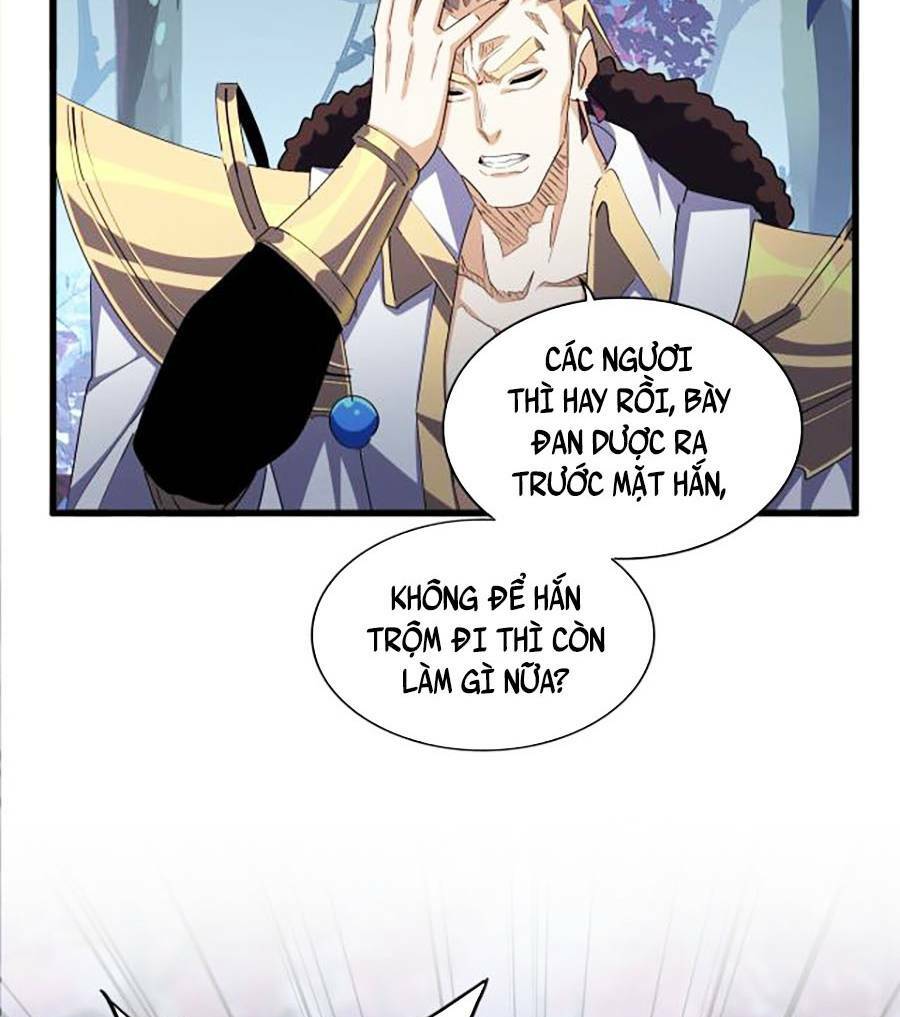 CÁC NGƯƠI
THÌ HAY RỒI, BÀY
ĐAN DƯỢC RA
TRƯỚC MẶT HẮN,
KHÔNG ĐỂ HẮN
TRỘM ĐI THÌ CÒN
LÀM GÌ NỮA?